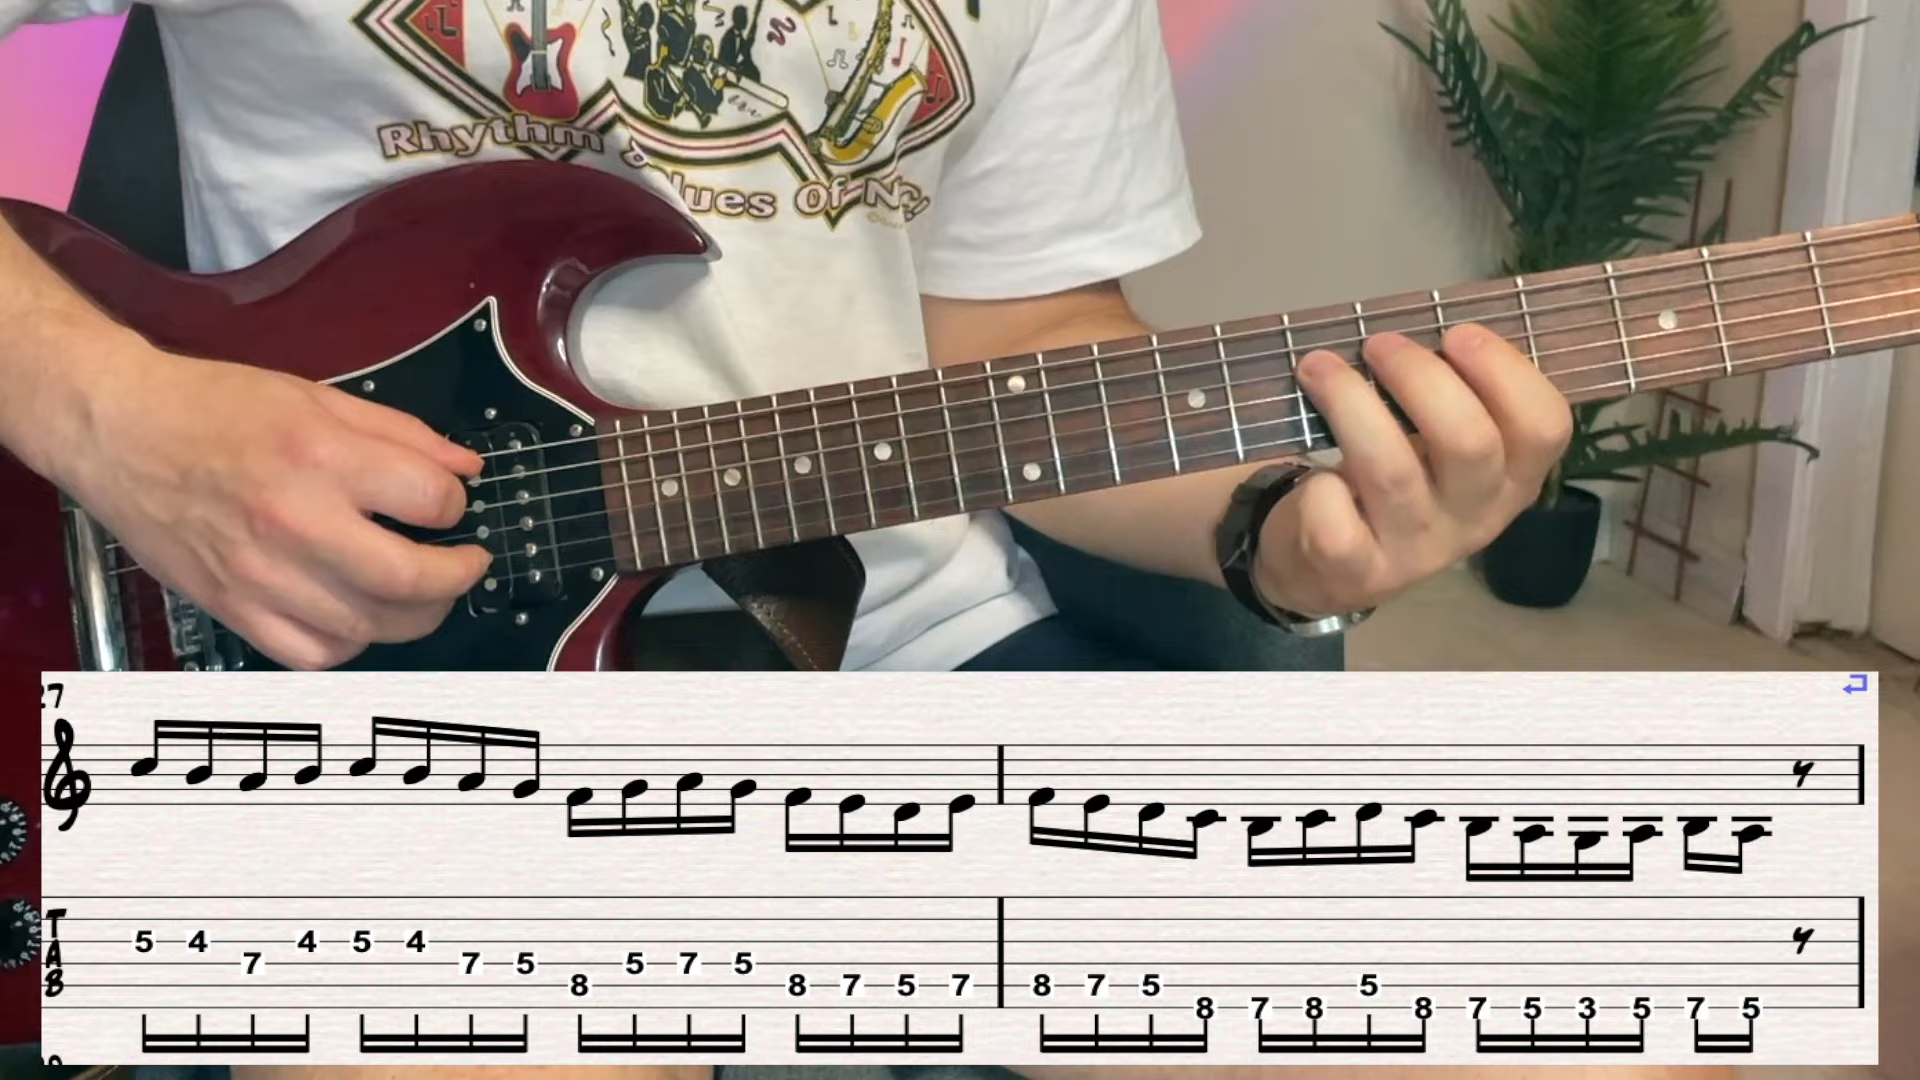 Rhythm & Blues Of N
27
T
A
B
5 4 4 5 4
7 7 5 5 7 5
8 8 7 5 7 8 7 5 5
8 7 8 8 7 5 3 5 7 5